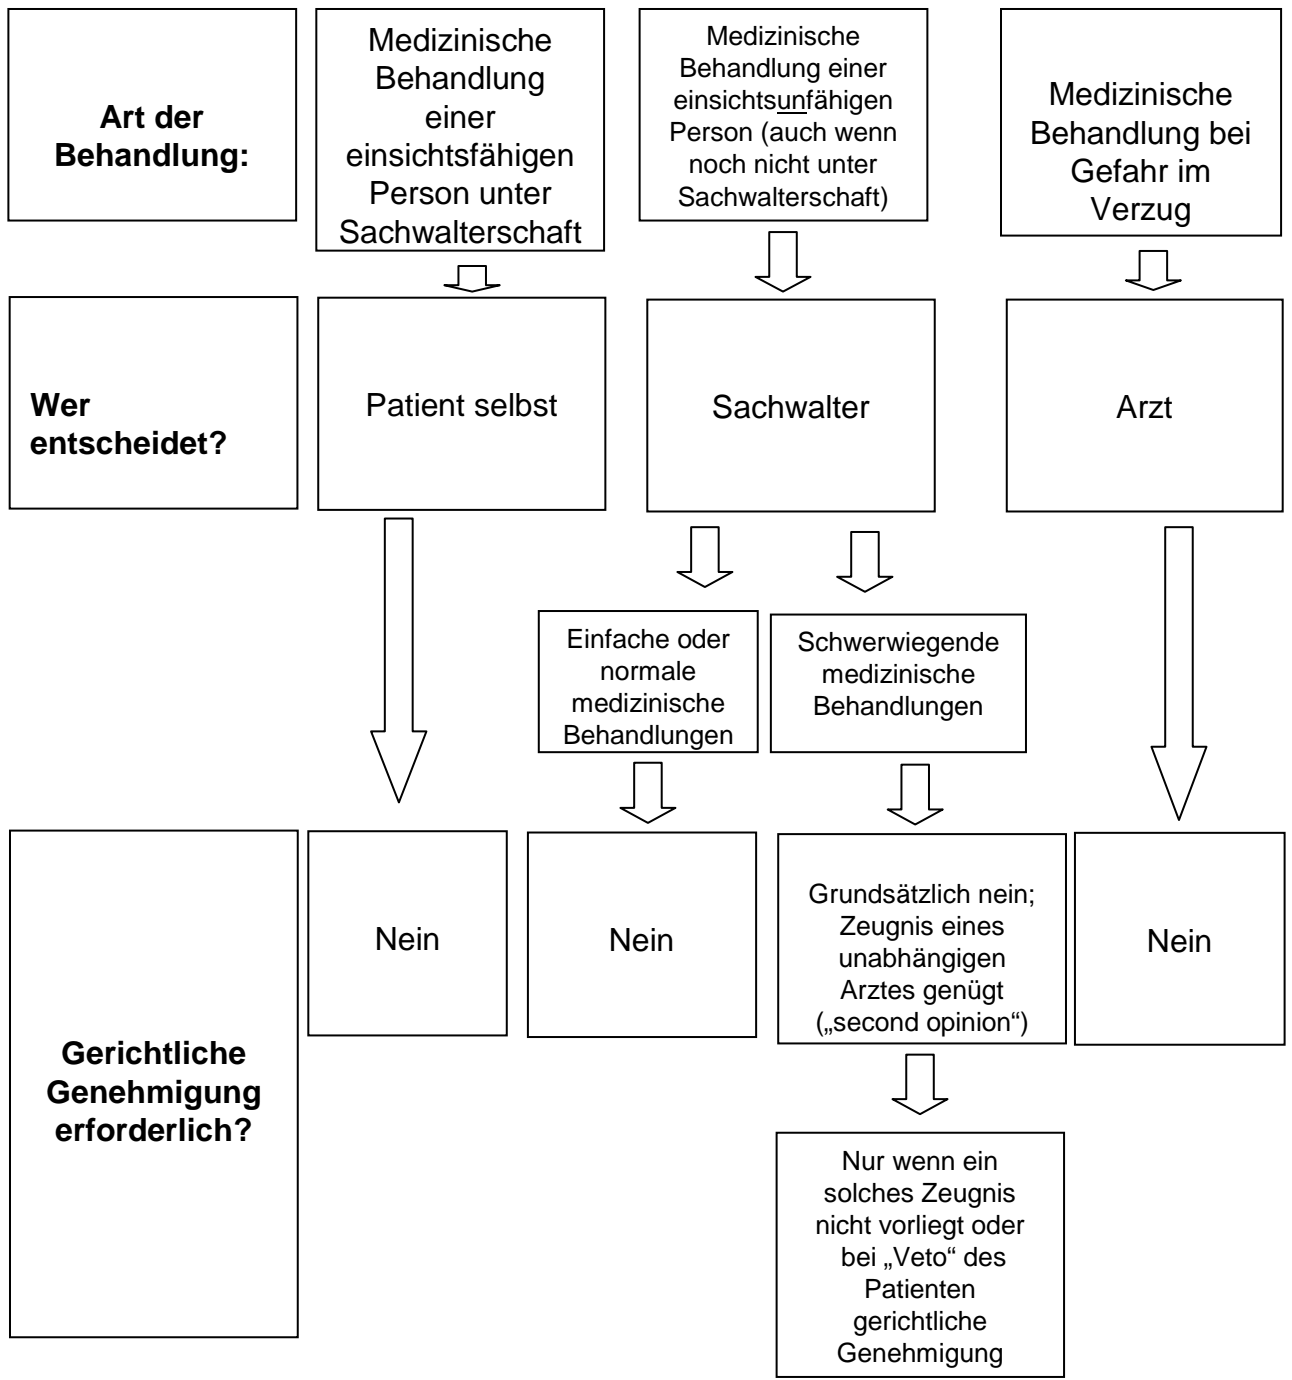 Art der
Behandlung:
Medizinische
Behandlung
einer
einsichtsfähigen
Person unter
Sachwalterschaft
Medizinische
Behandlung einer
einsichtsunfähigen
Person (auch wenn
noch nicht unter
Sachwalterschaft)
Medizinische
Behandlung bei
Gefahr im
Verzug
Wer
entscheidet?
Patient selbst
Sachwalter
Arzt
Einfache oder
normale
medizinische
Behandlungen
Schwerwiegende
medizinische
Behandlungen
Gerichtliche
Genehmigung
erforderlich?
Nein
Nein
Grundsätzlich nein;
Zeugnis eines
unabhängigen
Arztes genügt
(„second opinion“)
Nein
Nur wenn ein
solches Zeugnis
nicht vorliegt oder
bei „Veto“ des
Patienten
gerichtliche
Genehmigung